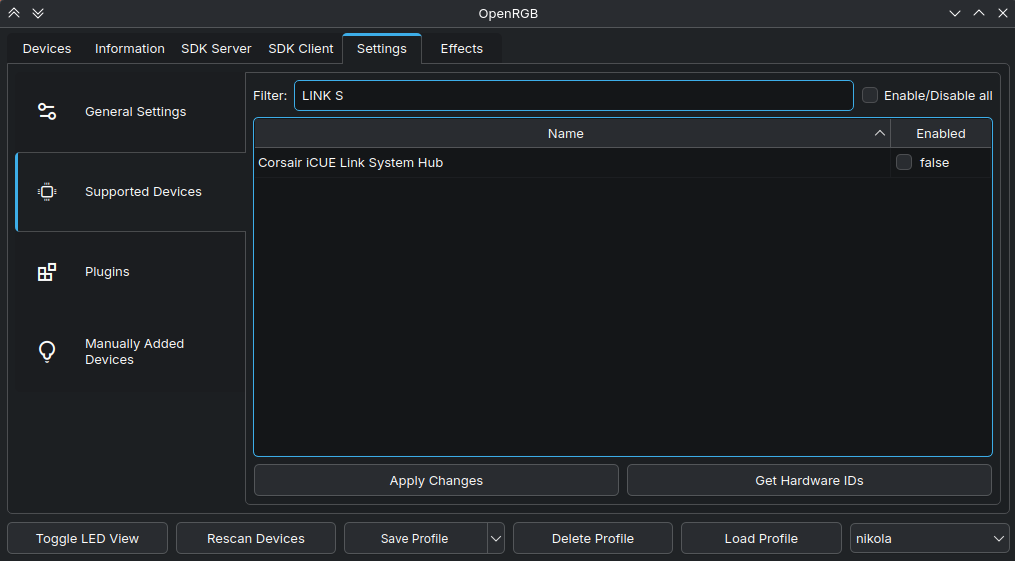 OpenRGB
Devices Information SDK Server SDK Client Settings Effects
General Settings
Supported Devices
Plugins
Manually Added
Devices
Filter: LINK S Enable/Disable all
Name Enabled
Corsair iCUE Link System Hub false
Apply Changes Get Hardware IDs
Toggle LED View Rescan Devices Save Profile Delete Profile Load Profile nikola